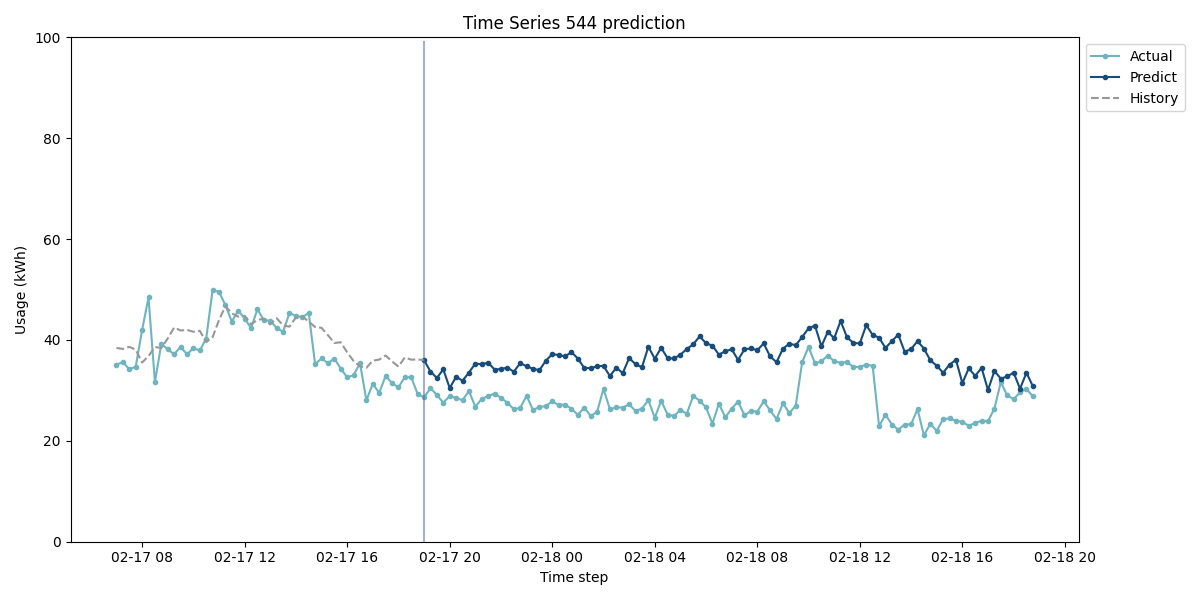 Time Series 544 prediction
Usage (kWh)
100
80
60
40
20
0
02-17 08
02-17 12
02-17 16
02-17 20
02-18 00
02-18 04
02-18 08
02-18 12
02-18 16
02-18 20
Time step
Actual
Predict
History